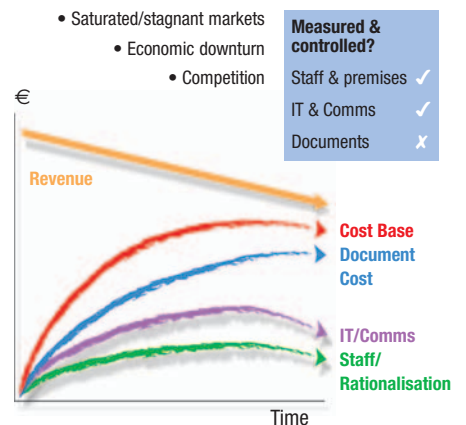 • Saturated/stagnant markets
• Economic downturn
• Competition
Measured &
controlled?
Staff & premises ✓
IT & Comms ✓
Documents ✗
€
Revenue
Cost Base
Document
Cost
IT/Comms
Staff/
Rationalisation
Time